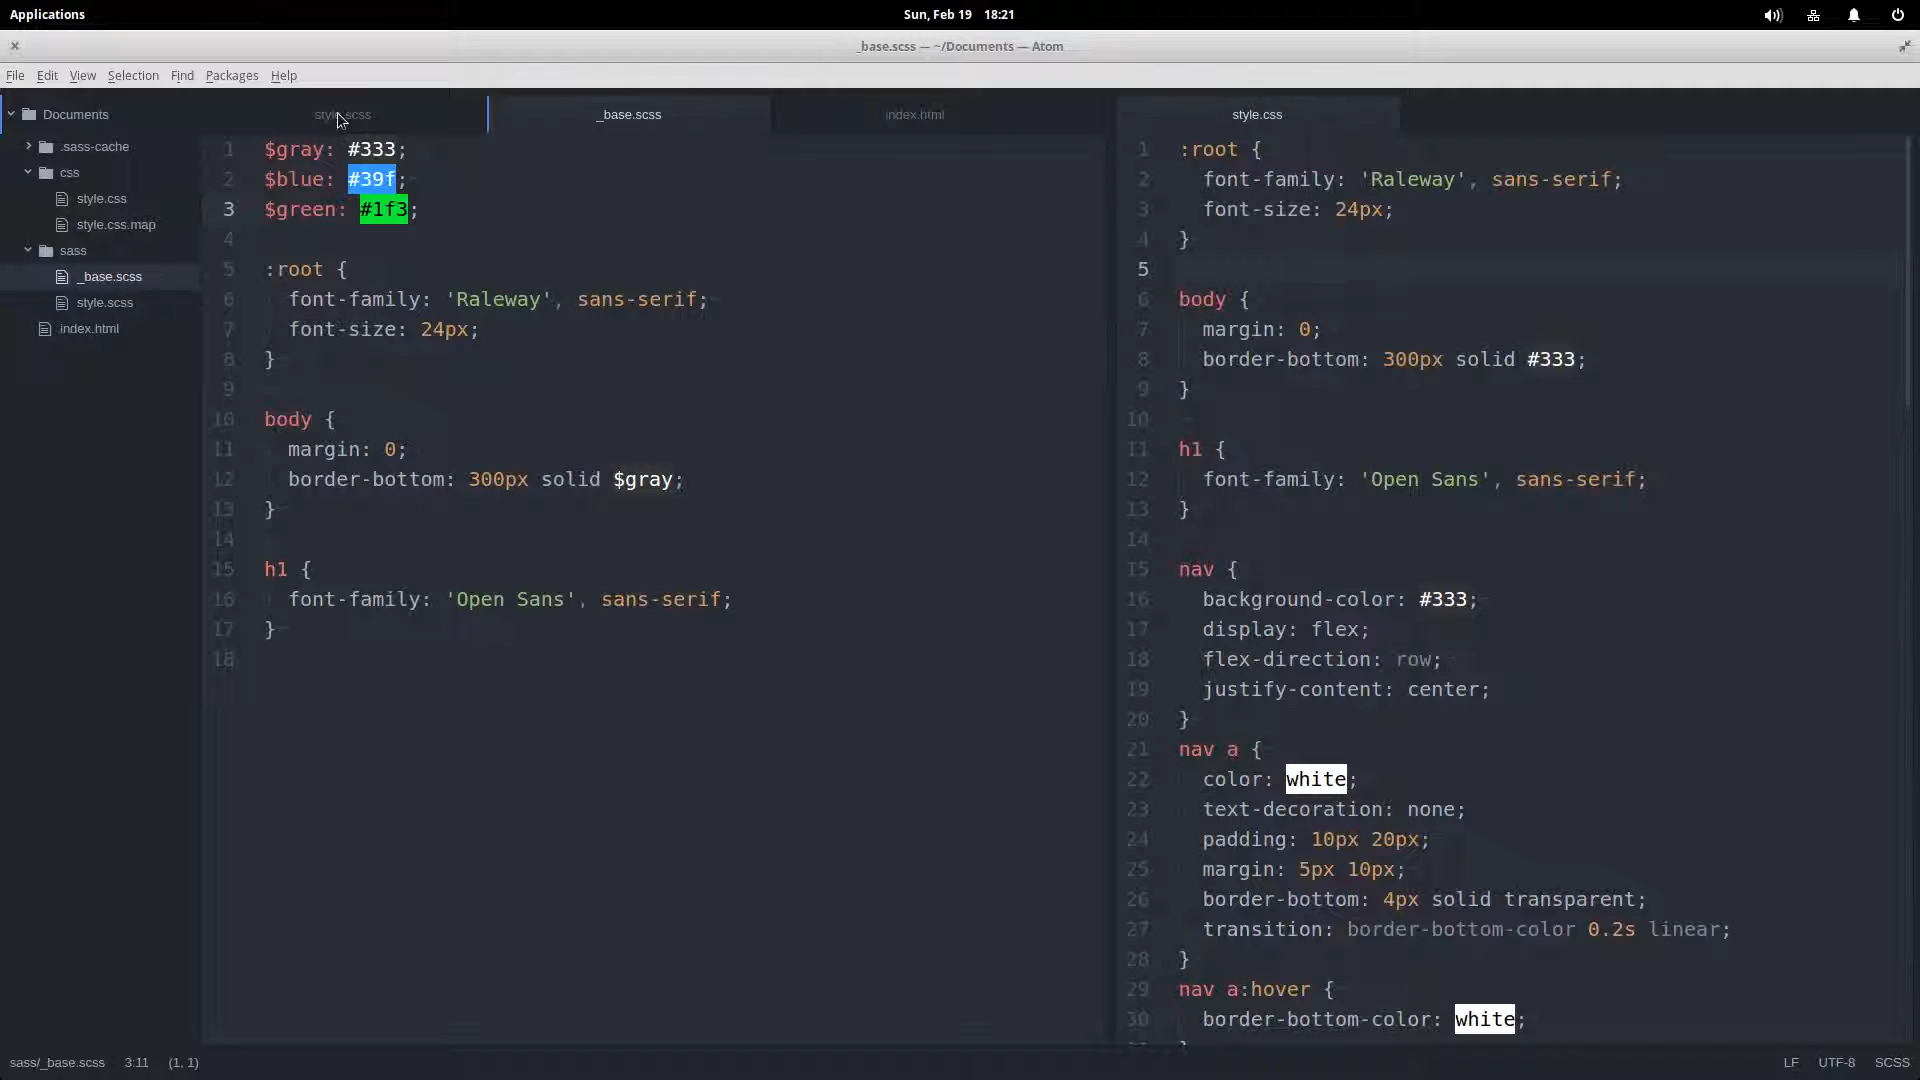 Applications
Sun, Feb 19 18:21
_base.scss — ~/Documents — Atom
File Edit View Selection Find Packages Help
Documents
.sass-cache
css
style.css
style.css.map
sass
_base.scss
style.scss
index.html
style.scss
_base.scss
index.html
1 $gray: #333;
2 $blue: #39f;
3 $green: #1f3;
4
5 :root {
6 font-family: 'Raleway', sans-serif;
7 font-size: 24px;
8 }
9
10 body {
11 margin: 0;
12 border-bottom: 300px solid $gray;
13 }
14
15 h1 {
16 font-family: 'Open Sans', sans-serif;
17 }
18
style.css
1 :root {
2 font-family: 'Raleway', sans-serif;
3 font-size: 24px;
4 }
5
6 body {
7 margin: 0;
8 border-bottom: 300px solid #333;
9 }
10
11 h1 {
12 font-family: 'Open Sans', sans-serif;
13 }
14
15 nav {
16 background-color: #333;
17 display: flex;
18 flex-direction: row;
19 justify-content: center;
20 }
21 nav a {
22 color: white;
23 text-decoration: none;
24 padding: 10px 20px;
25 margin: 5px 10px;
26 border-bottom: 4px solid transparent;
27 transition: border-bottom-color 0.2s linear;
28 }
29 nav a:hover {
30 border-bottom-color: white;
sass/_base.scss 3:11 (1, 1)
LF UTF-8 SCSS